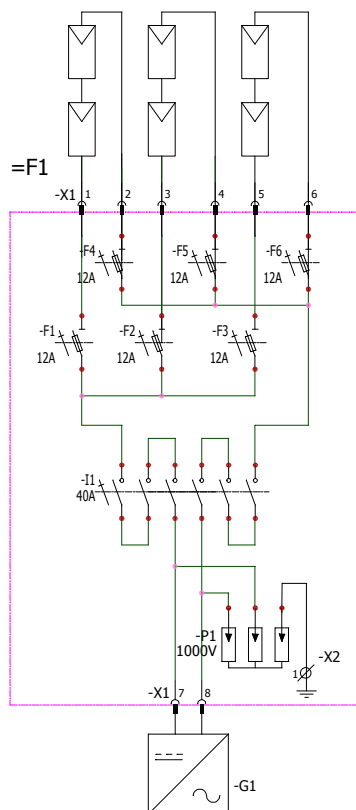 =F1
-X1 1 2 3 4 5 6
-F4 -F5 -F6
12A 12A 12A
-F1 -F2 -F3
12A 12A 12A
-I1
40A
-P1
1000V
-X2
1
-X1 7 8
-G1